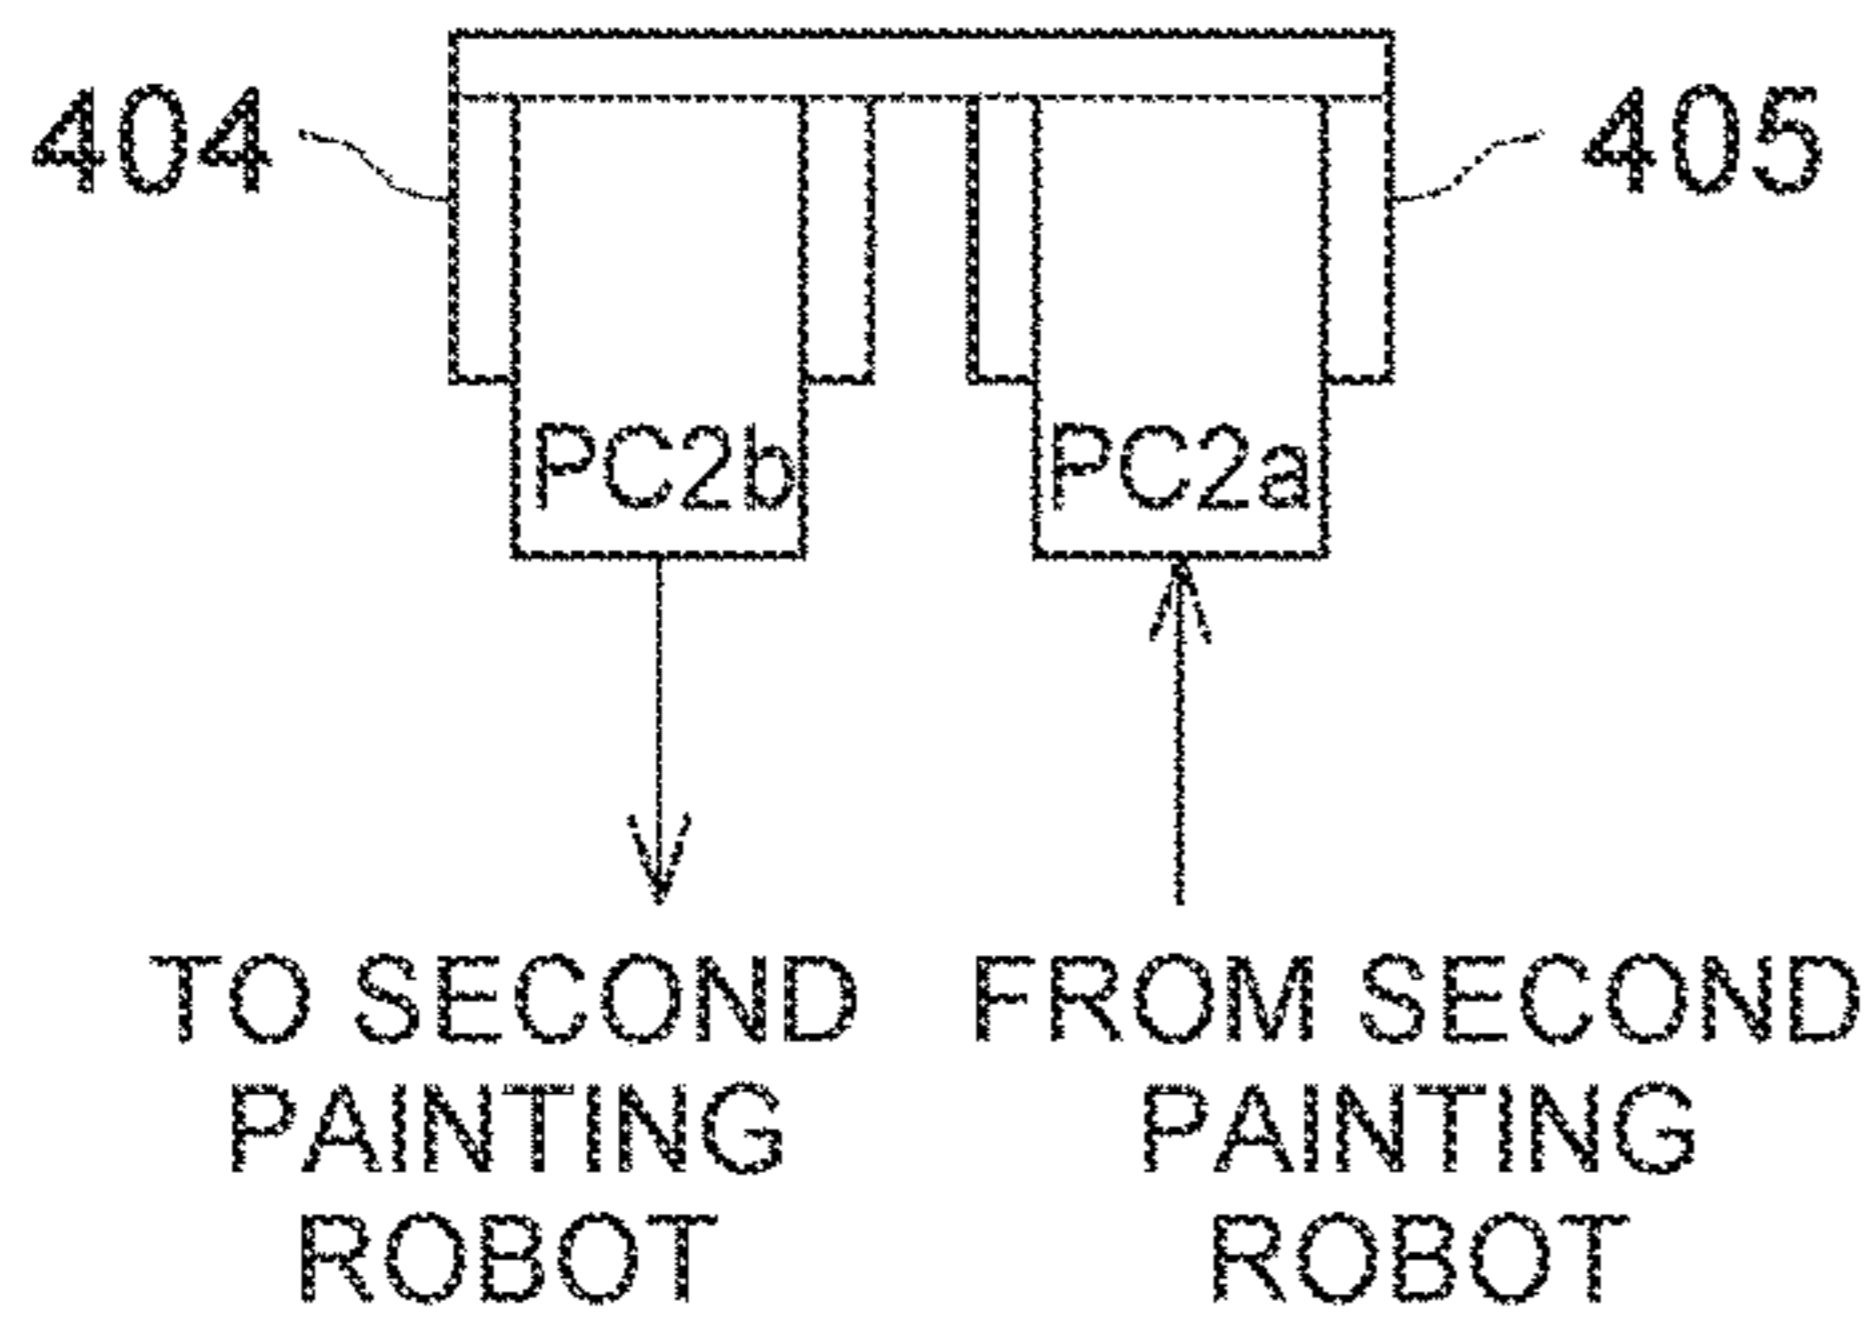 404
405
PC2b
PC2a
TO SECOND
PAINTING
ROBOT
FROM SECOND
PAINTING
ROBOT